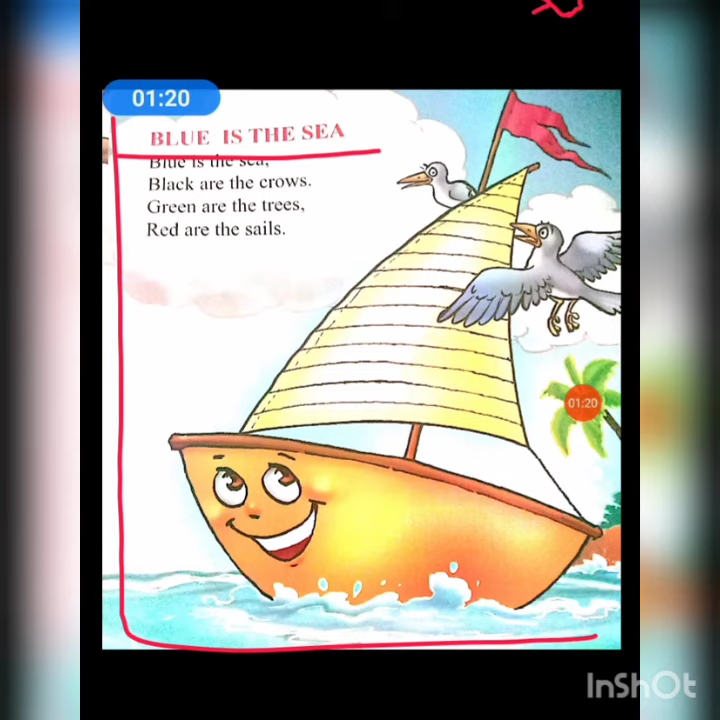 01:20
BLUE IS THE SEA
Blue is the sea,
Black are the crows.
Green are the trees,
Red are the sails.
01:20
InShOt